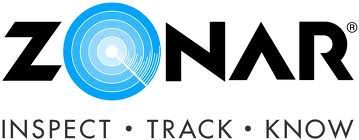 ZONAR®
INSPECT • TRACK • KNOW